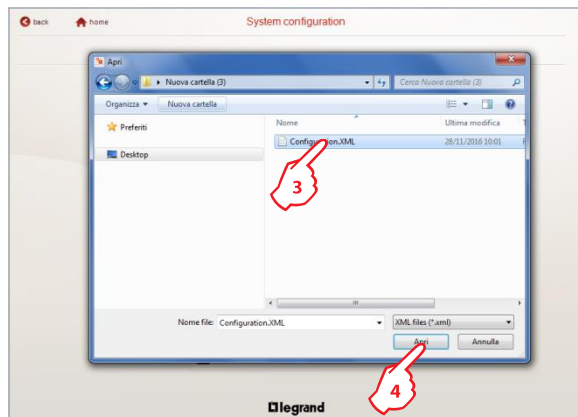 back home System configuration
Apri
Nuova cartella (3) Cerca Nuova cartella (3)
Organizza Nuova cartella
Preferiti
Desktop
Nome Ultima modifica
Configuration.XML 28/11/2016 10:01
3
Nome file: Configuration.XML XML files (*.xml)
Apri Annulla
4
legrand